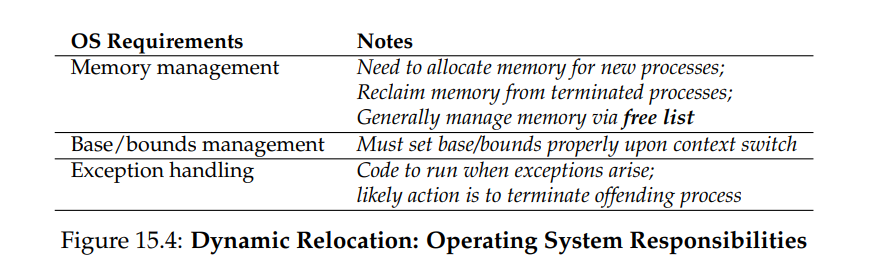 OS Requirements Notes
Memory management Need to allocate memory for new processes;
Reclaim memory from terminated processes;
Generally manage memory via free list
Base/bounds management Must set base/bounds properly upon context switch
Exception handling Code to run when exceptions arise;
likely action is to terminate offending process
Figure 15.4: Dynamic Relocation: Operating System Responsibilities